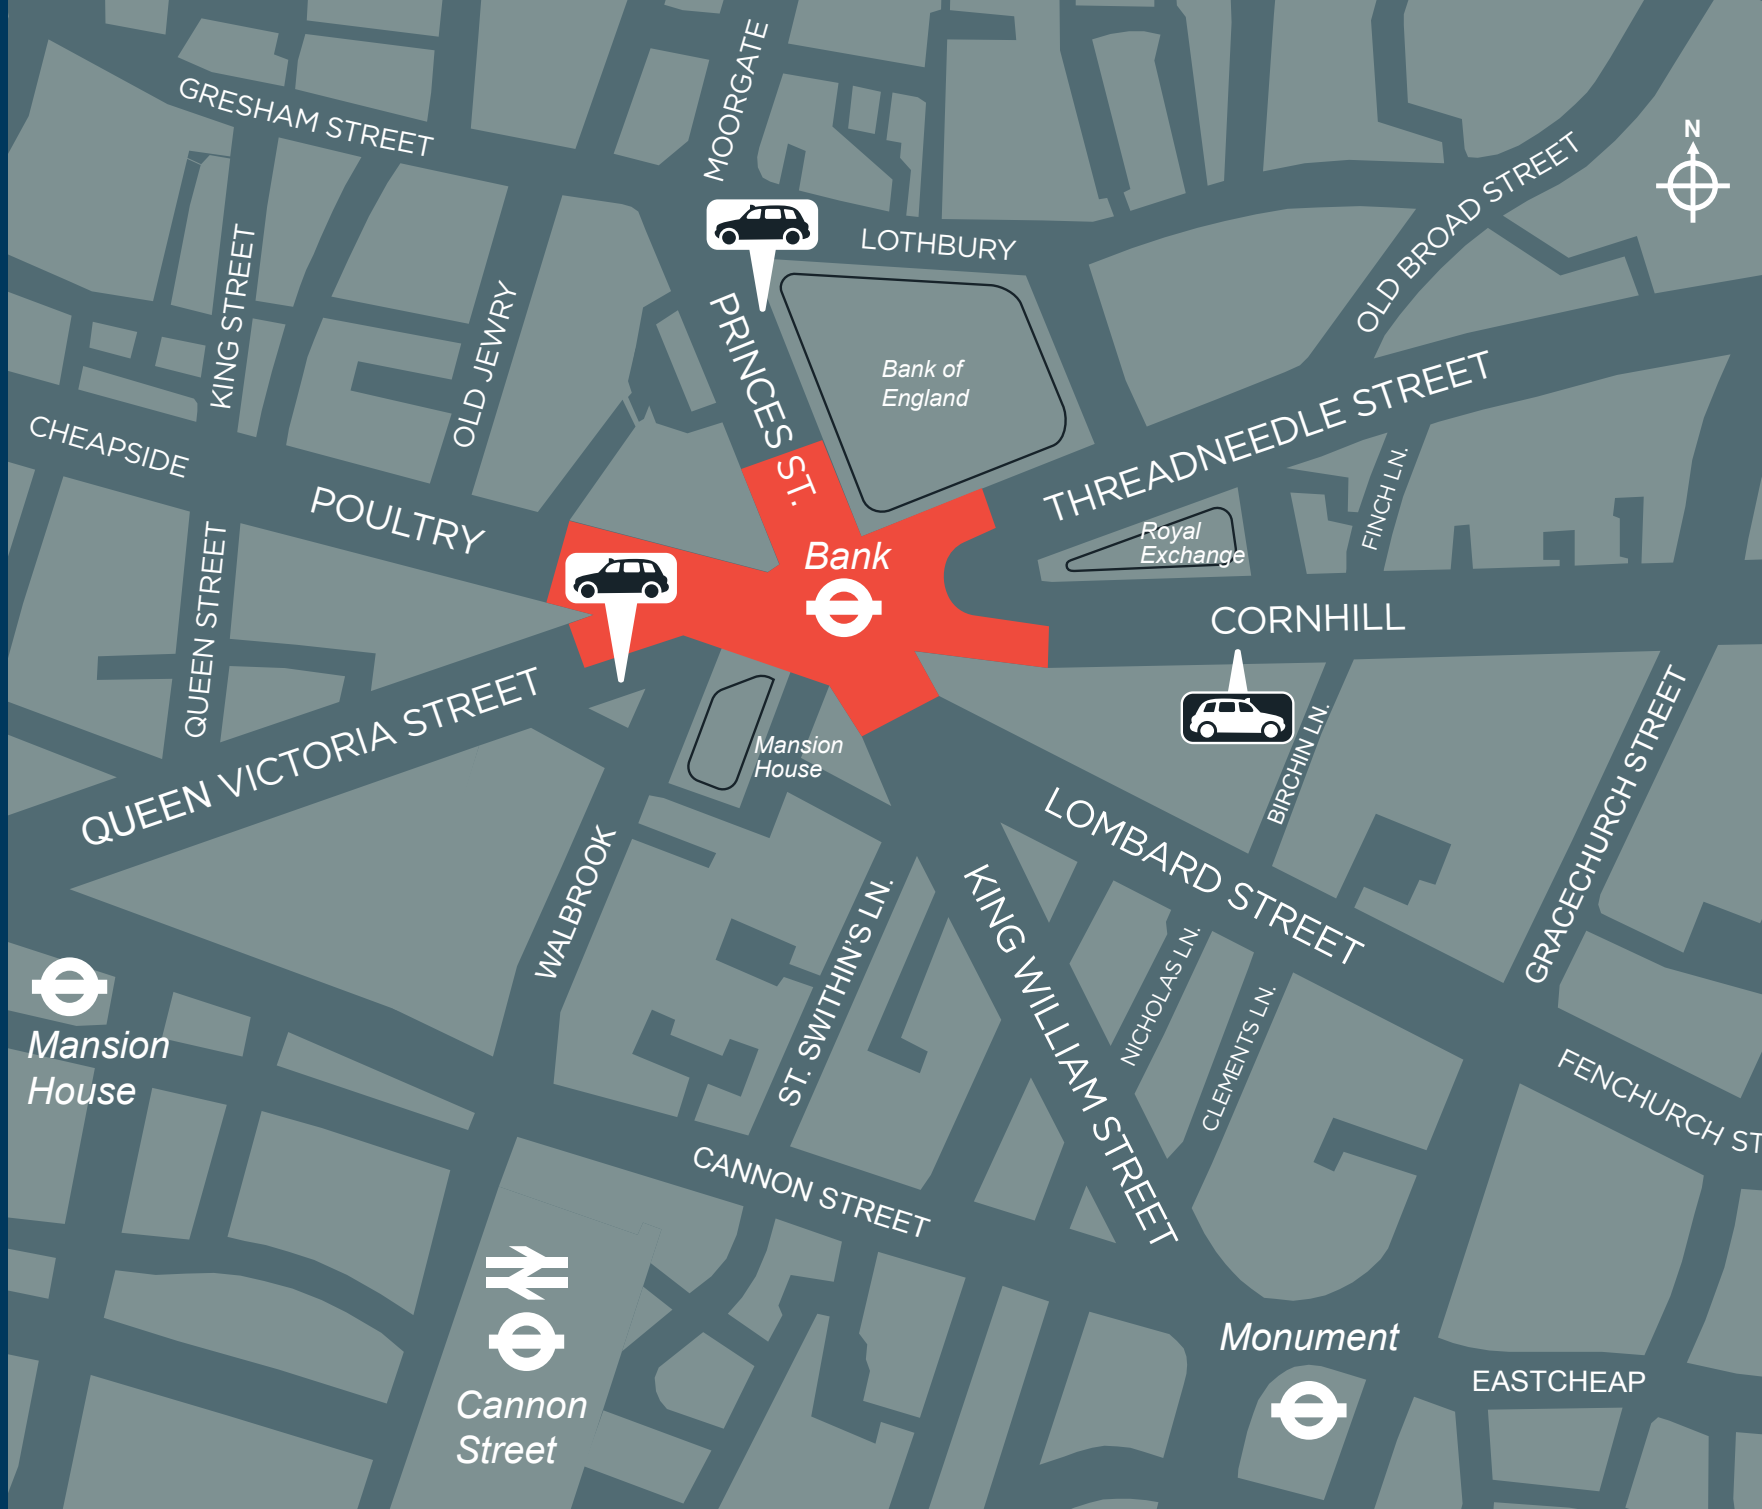 MOORGATE
GRESHAM STREET
N
OLD BROAD STREET
LOTHBURY
KING STREET
OLD JEWRY
PRINCES ST.
Bank of
England
THREADNEEDLE STREET
CHEAPSIDE
POULTRY
FINCH LN.
Royal
Exchange
Bank
QUEEN STREET
CORNHILL
QUEEN VICTORIA STREET
Mansion
House
BIRCHIN LN.
GRACECHURCH STREET
LOMBARD STREET
WALBROOK
KING WILLIAM STREET
ST. SWITHIN'S LN.
NICHOLAS LN.
CLEMENTS LN.
Mansion
House
FENCHURCH ST
CANNON STREET
Monument
EASTCHEAP
Cannon
Street